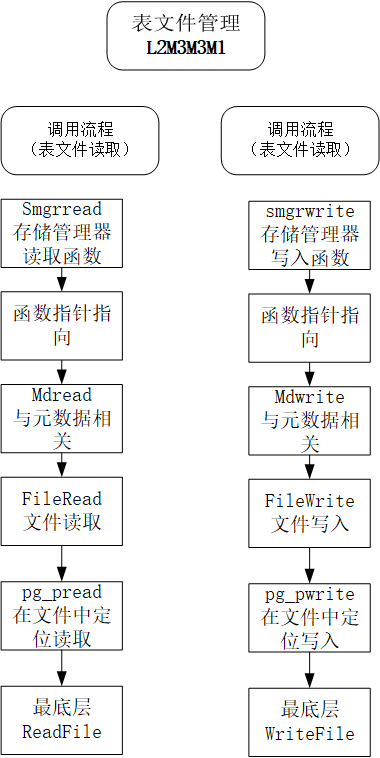 表文件管理
L2M3M3M1
调用流程
（表文件读取）
Smgrread
存储管理器
读取函数
函数指针指
向
Mdread
与元数据相
关
FileRead
文件读取
pg_pread
在文件中定
位读取
最底层
ReadFile
调用流程
（表文件读取）
smgrwrite
存储管理器
写入函数
函数指针指
向
Mdwrite
与元数据相
关
FileWrite
文件写入
pg_pwrite
在文件中定
位写入
最底层
WriteFile